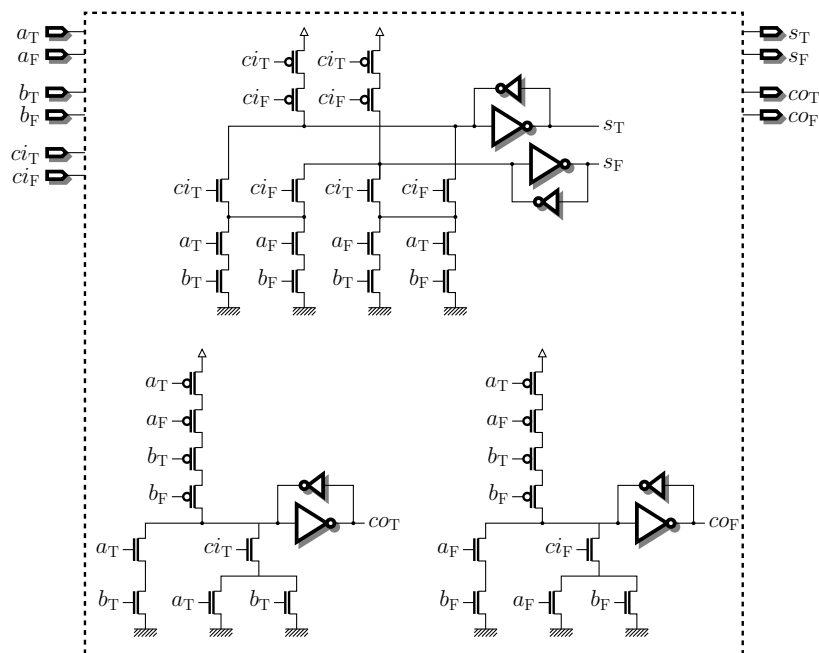 a_T
a_F
b_T
b_F
ci_T
ci_F
s_T
s_F
co_T
co_F
ci_T ci_T
ci_F ci_F
s_T
s_F
ci_T ci_F ci_T ci_F
a_T a_F a_F a_T
b_T b_F b_T b_F
a_T a_T
a_F a_F
b_T b_T
b_F b_F
co_T co_F
a_T ci_T a_F ci_F
b_T a_T b_T b_F a_F b_F